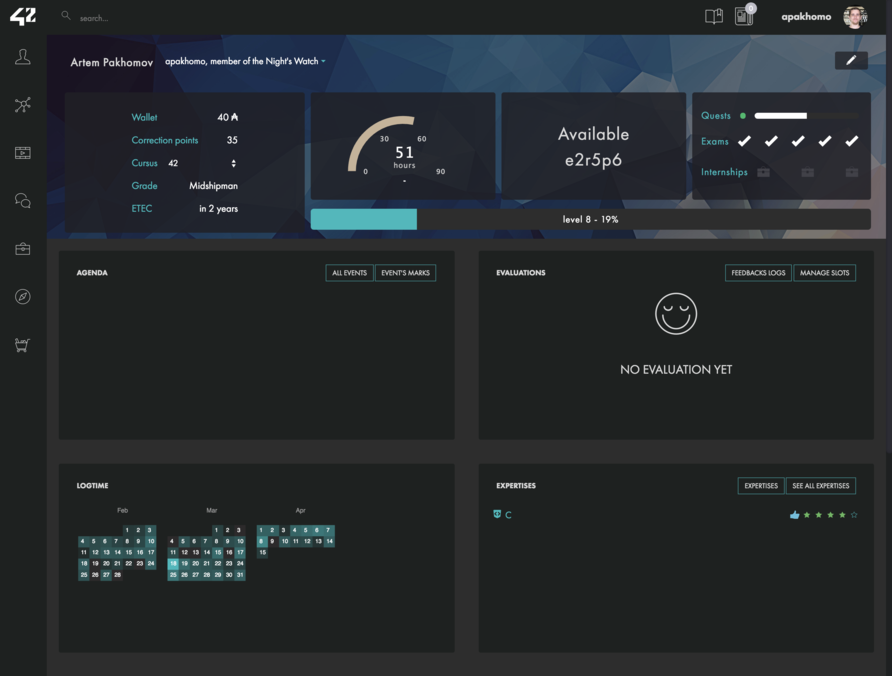 42
search...
0
apakhomo
Artem Pakhomov
apakhomo, member of the Night's Watch
Wallet 40 ₳
Correction points 35
Cursus 42
Grade Midshipman
ETEC in 2 years
30 60
51
hours
0 90
-
Available
e2r5p6
Quests
Exams
Internships
level 8 - 19%
AGENDA
ALL EVENTS EVENT'S MARKS
EVALUATIONS
FEEDBACKS LOGS MANAGE SLOTS
NO EVALUATION YET
LOGTIME
Feb Mar Apr
1 2 3 1 2 3 1 2 3 4 5 6 7
4 5 6 7 8 9 10 4 5 6 7 8 9 10 8 9 10 11 12 13 14
11 12 13 14 15 16 17 11 12 13 14 15 16 17 15
18 19 20 21 22 23 24 18 19 20 21 22 23 24
25 26 27 28 25 26 27 28 29 30 31
EXPERTISES
EXPERTISES SEE ALL EXPERTISES
C